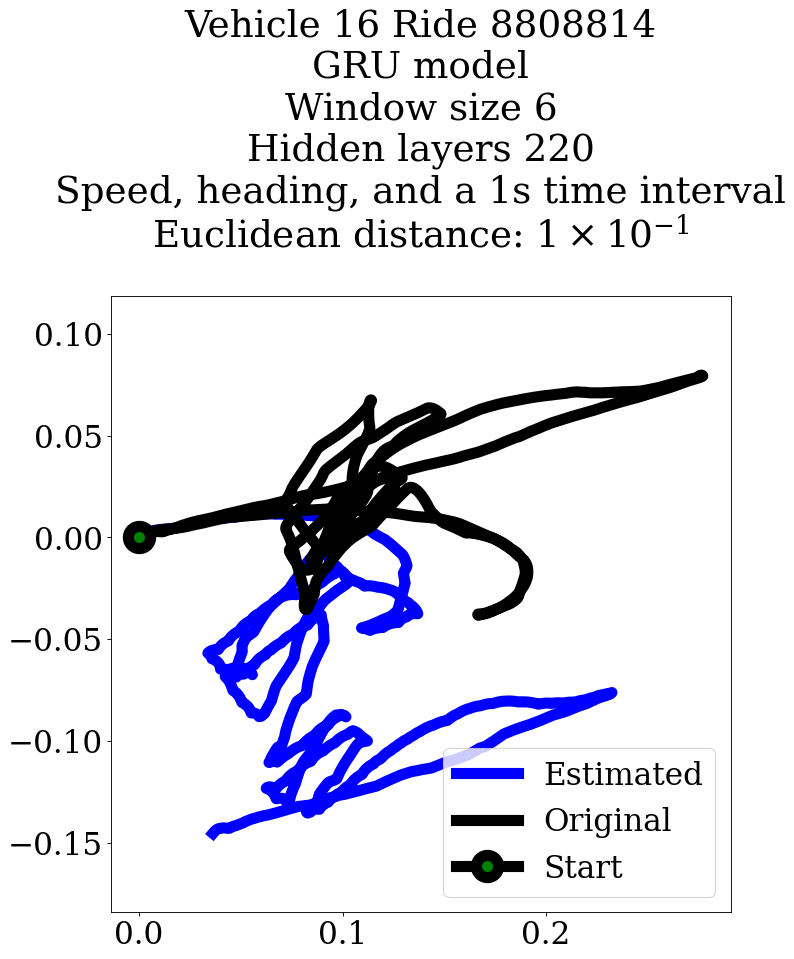 Vehicle 16 Ride 8808814
GRU model
Window size 6
Hidden layers 220
Speed, heading, and a 1s time interval
Euclidean distance: 1 × 10⁻¹
0.10
0.05
0.00
−0.05
−0.10
−0.15
0.0 0.1 0.2
Estimated
Original
Start